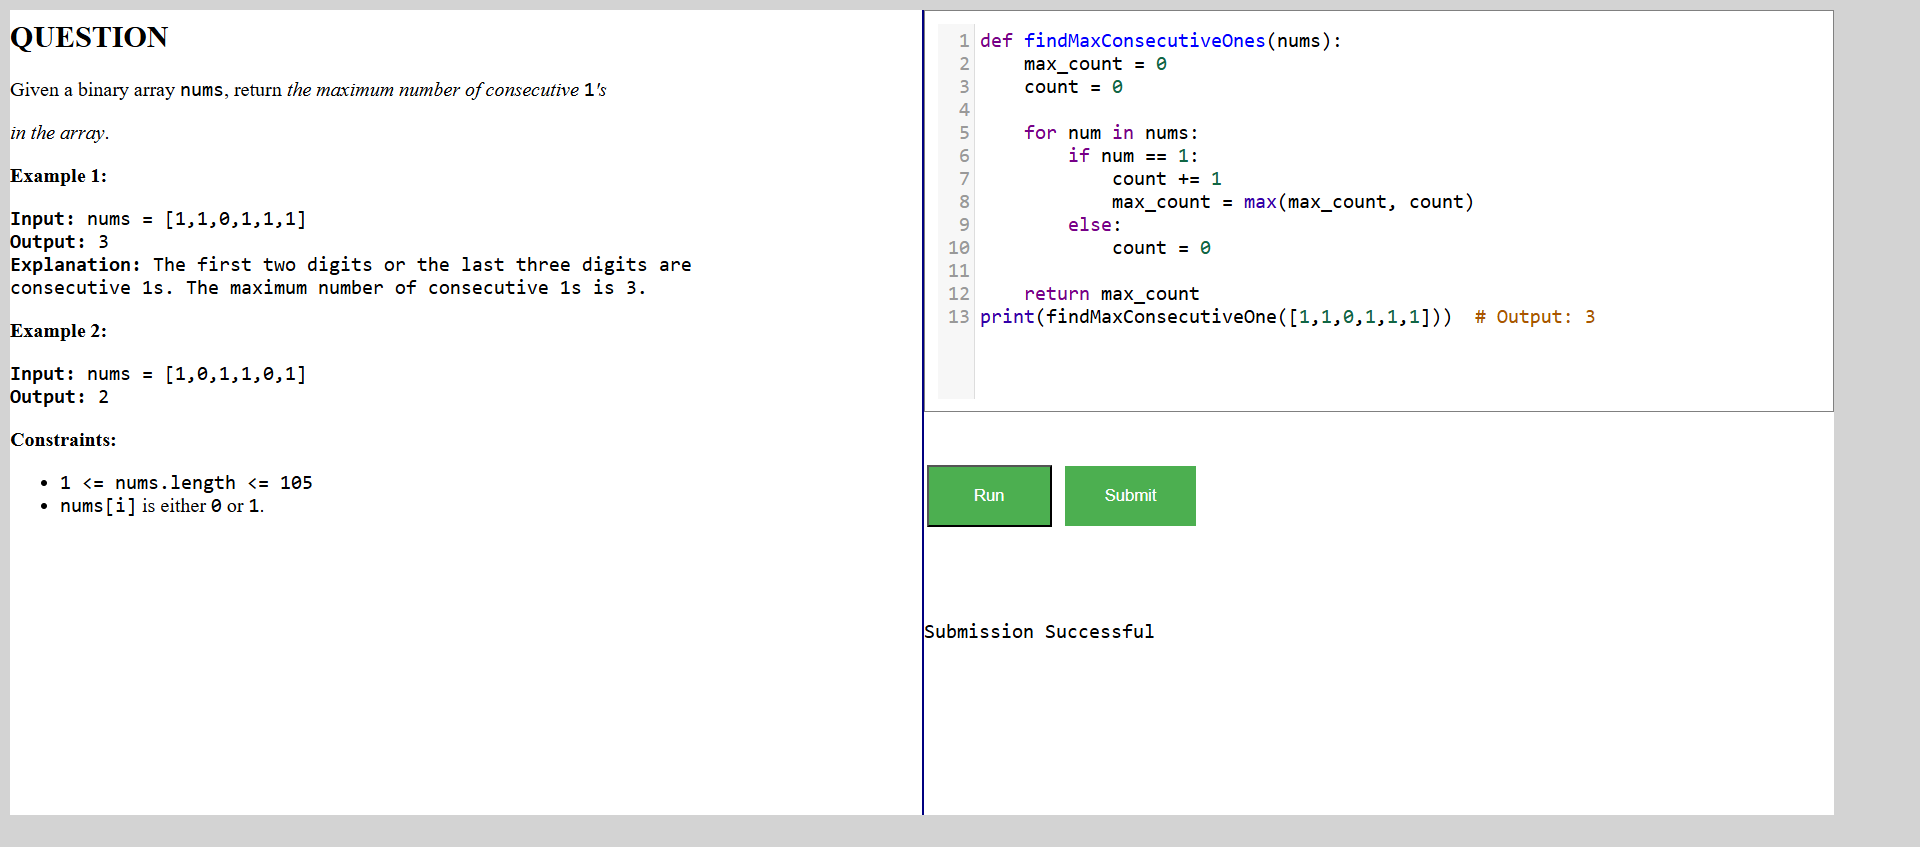 QUESTION
Given a binary array nums, return the maximum number of consecutive 1's
in the array.
Example 1:
Input: nums = [1,1,0,1,1,1]
Output: 3
Explanation: The first two digits or the last three digits are
consecutive 1s. The maximum number of consecutive 1s is 3.
Example 2:
Input: nums = [1,0,1,1,0,1]
Output: 2
Constraints:
• 1 <= nums.length <= 105
• nums[i] is either 0 or 1.
1 def findMaxConsecutiveOnes(nums):
2     max_count = 0
3     count = 0
4
5     for num in nums:
6         if num == 1:
7             count += 1
8             max_count = max(max_count, count)
9         else:
10             count = 0
11
12     return max_count
13 print(findMaxConsecutiveOne([1,1,0,1,1,1]))  # Output: 3
Run Submit
Submission Successful